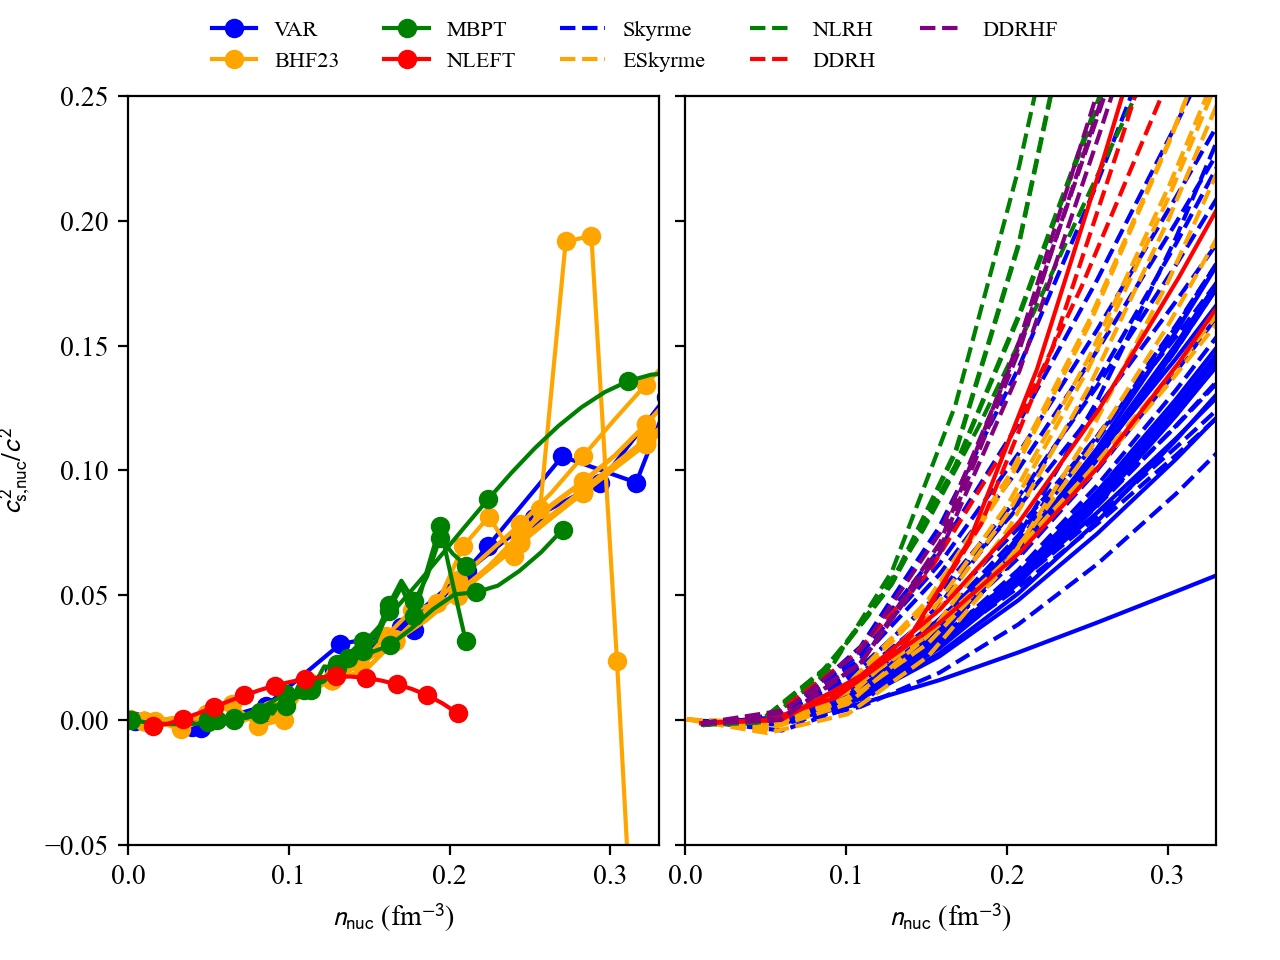 VAR MBPT Skyrme NLRH DDRHF
BHF23 NLEFT ESkyrme DDRH
0.25
0.20
0.15
0.10
0.05
0.00
−0.05
c²s,nuc/c²
0.0 0.1 0.2 0.3 0.0 0.1 0.2 0.3
nnuc (fm⁻³) nnuc (fm⁻³)